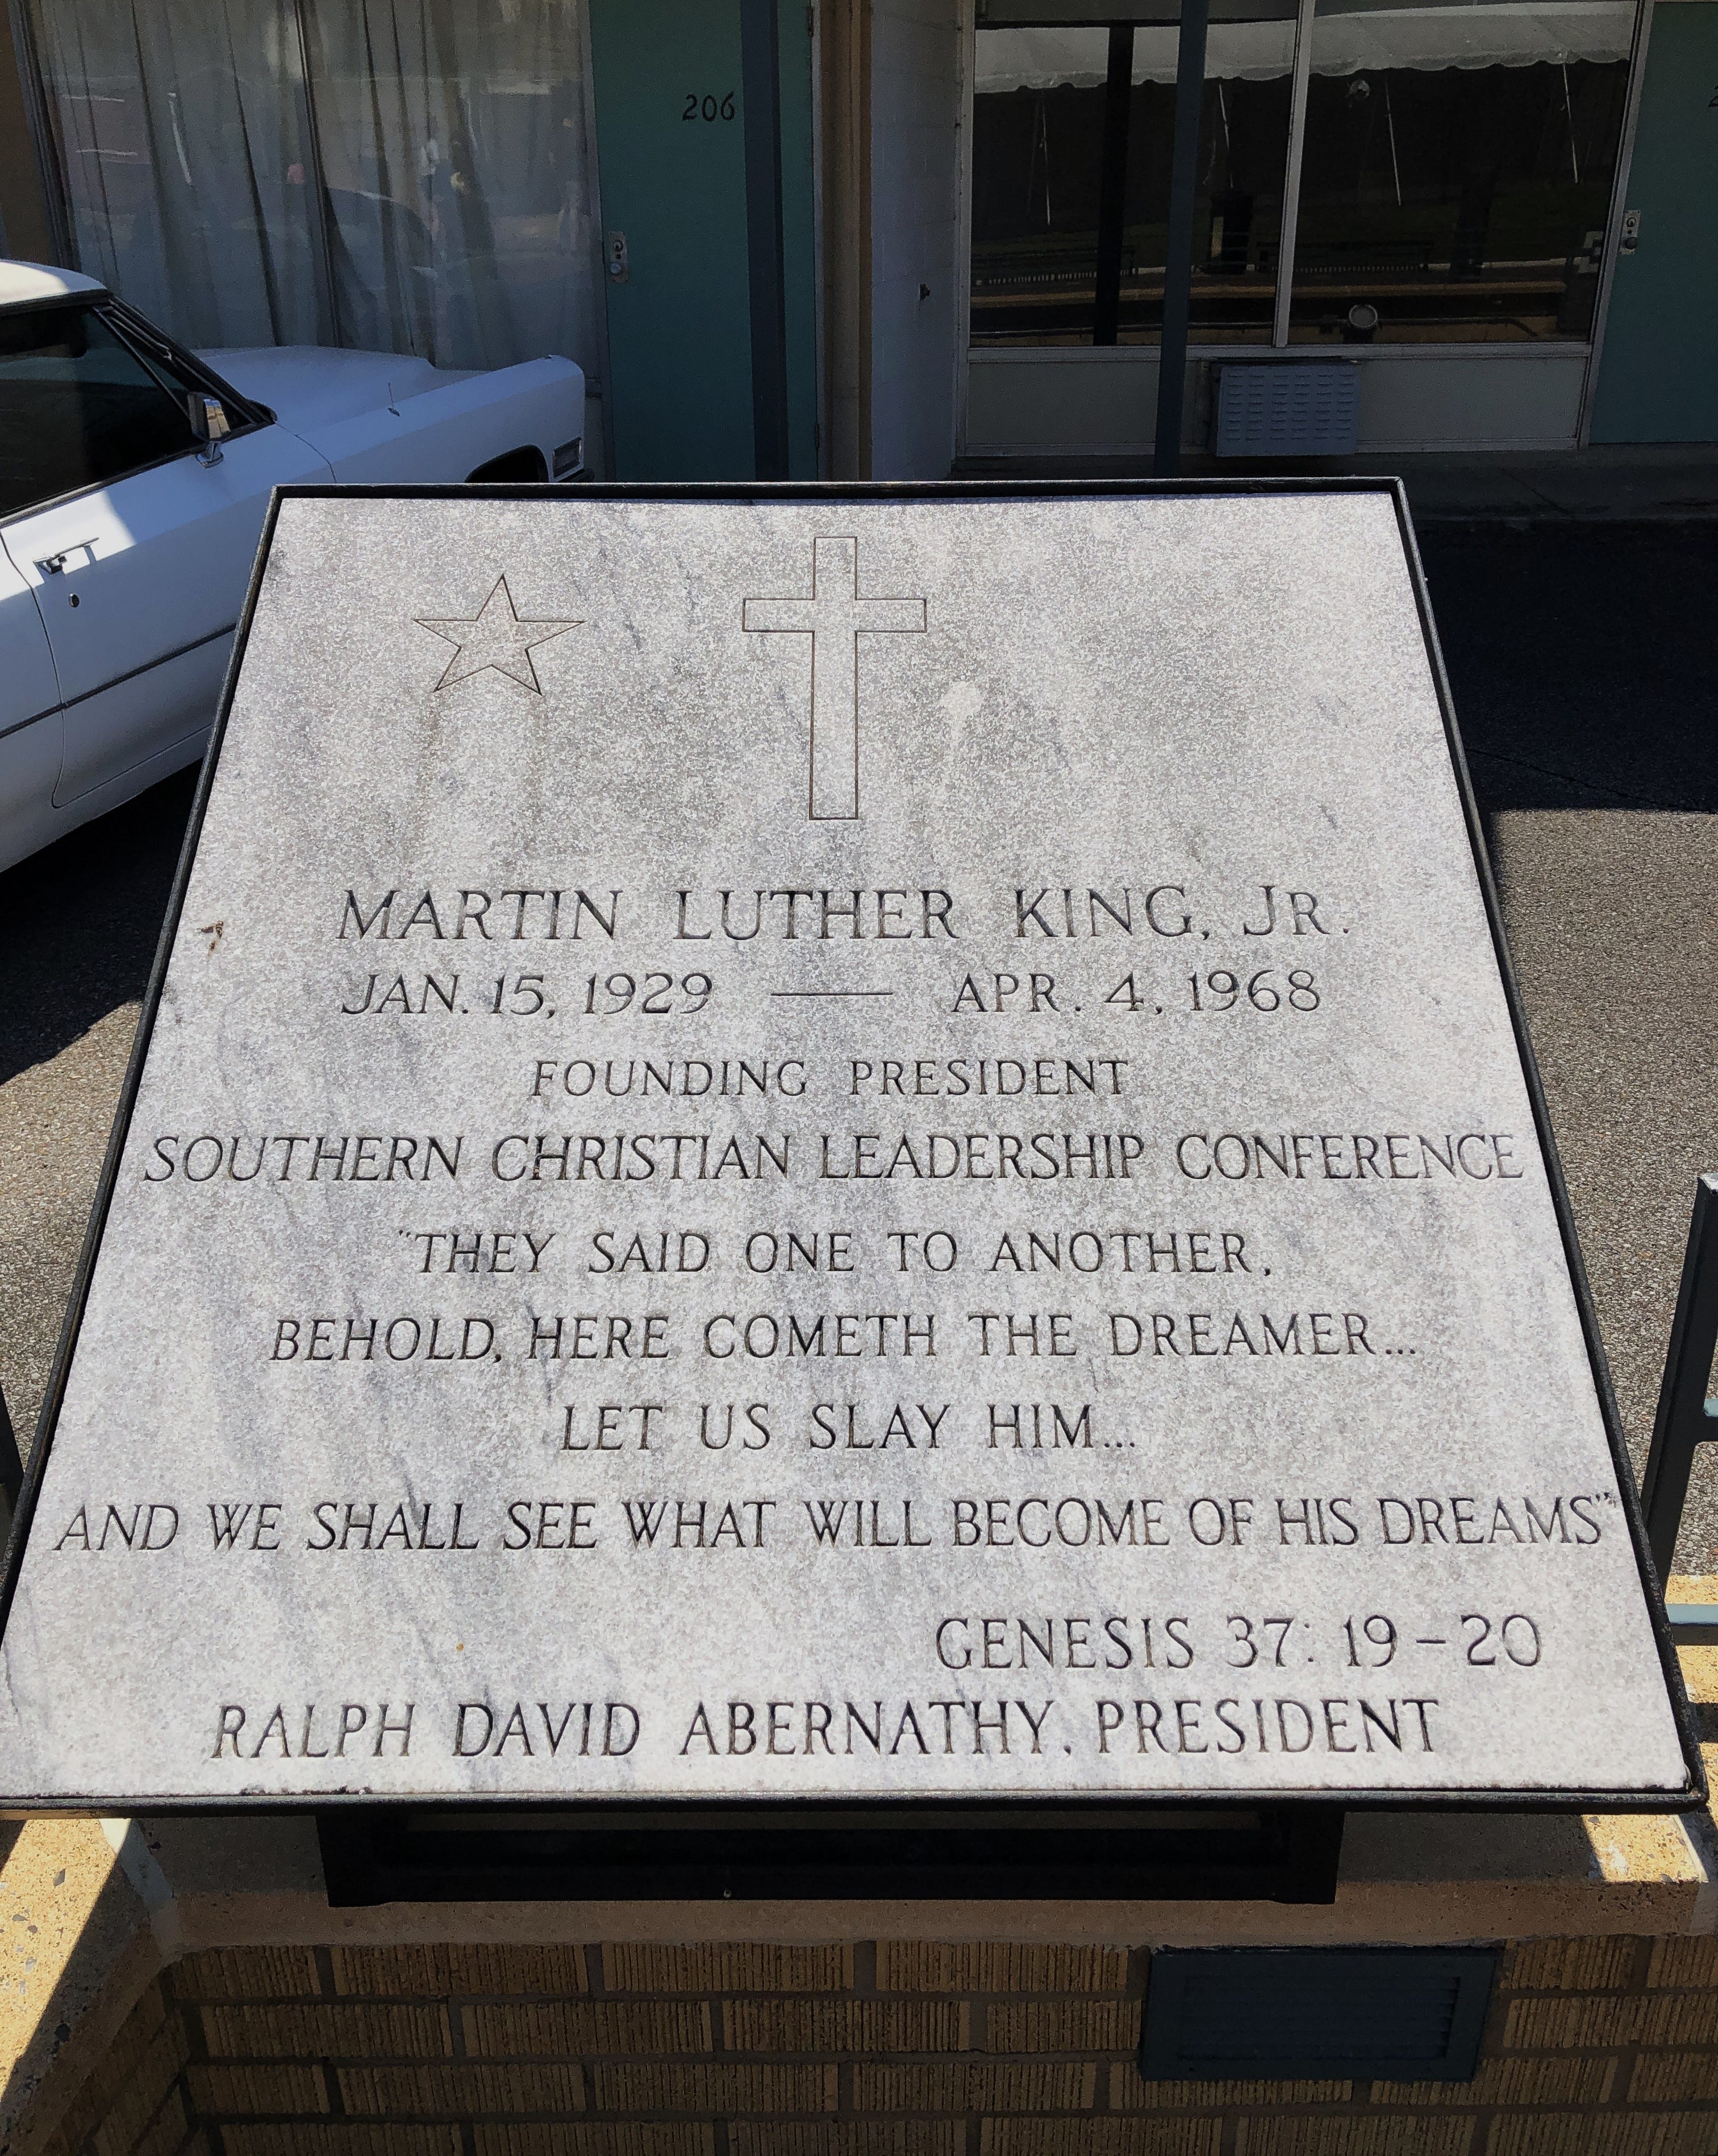 206
MARTIN LUTHER KING, JR.
JAN. 15, 1929 — APR. 4, 1968
FOUNDING PRESIDENT
SOUTHERN CHRISTIAN LEADERSHIP CONFERENCE
"THEY SAID ONE TO ANOTHER,
BEHOLD, HERE COMETH THE DREAMER...
LET US SLAY HIM...
AND WE SHALL SEE WHAT WILL BECOME OF HIS DREAMS"
GENESIS 37: 19-20
RALPH DAVID ABERNATHY, PRESIDENT